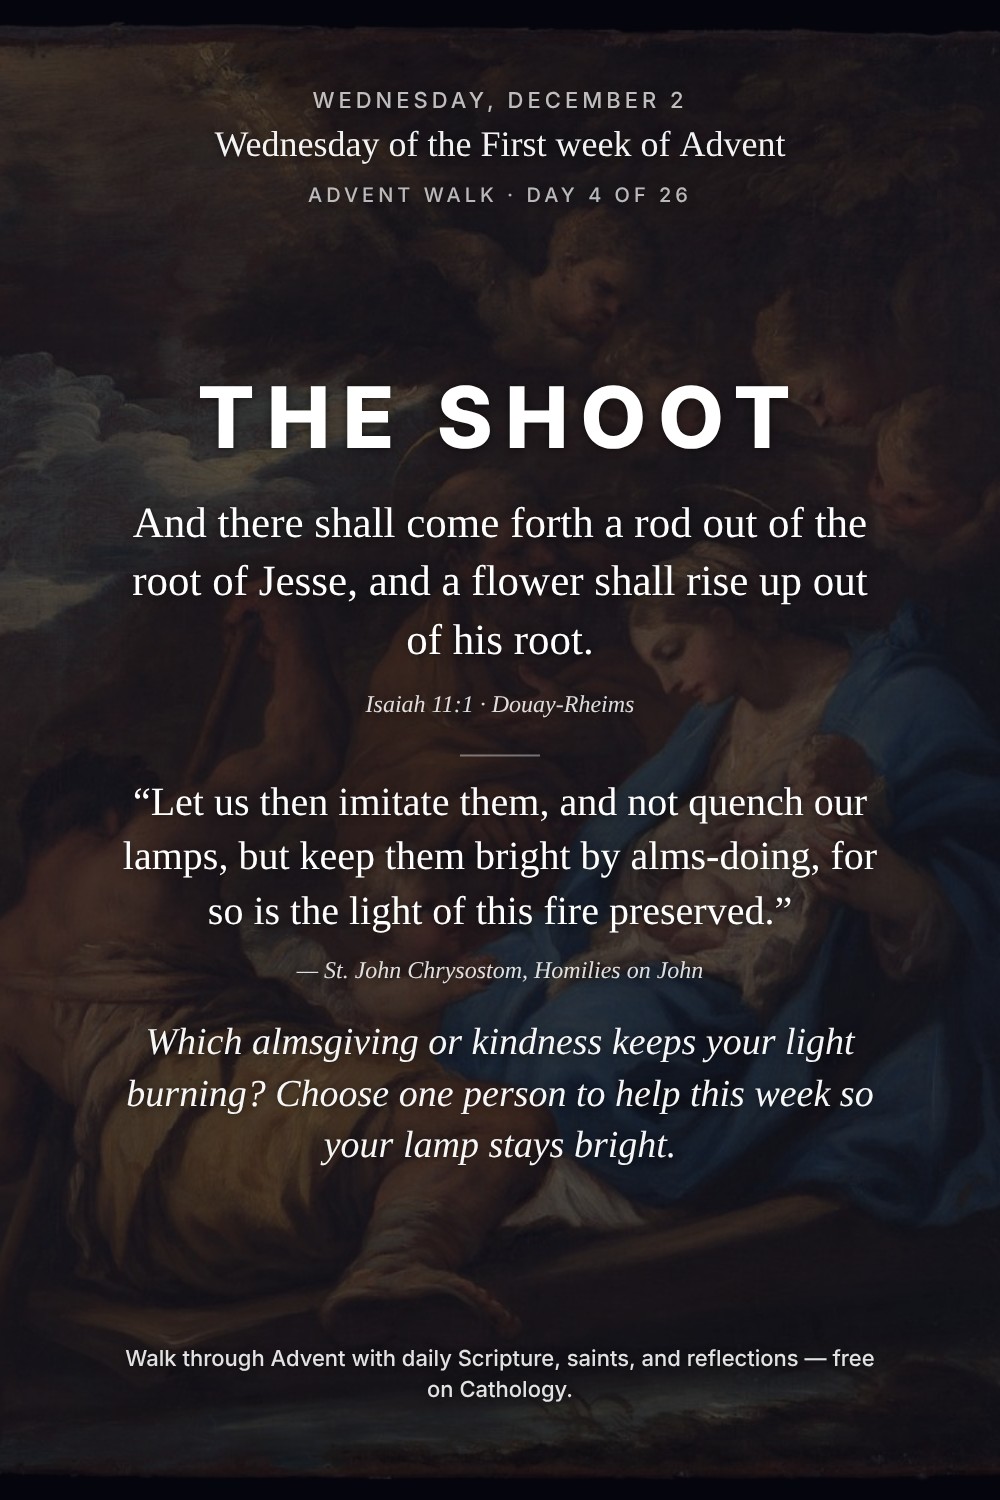 WEDNESDAY, DECEMBER 2
Wednesday of the First week of Advent
ADVENT WALK · DAY 4 OF 26
THE SHOOT
And there shall come forth a rod out of the
root of Jesse, and a flower shall rise up out
of his root.
Isaiah 11:1 · Douay-Rheims
“Let us then imitate them, and not quench our
lamps, but keep them bright by alms-doing, for
so is the light of this fire preserved.”
— St. John Chrysostom, Homilies on John
Which almsgiving or kindness keeps your light
burning? Choose one person to help this week so
your lamp stays bright.
Walk through Advent with daily Scripture, saints, and reflections — free
on Cathology.